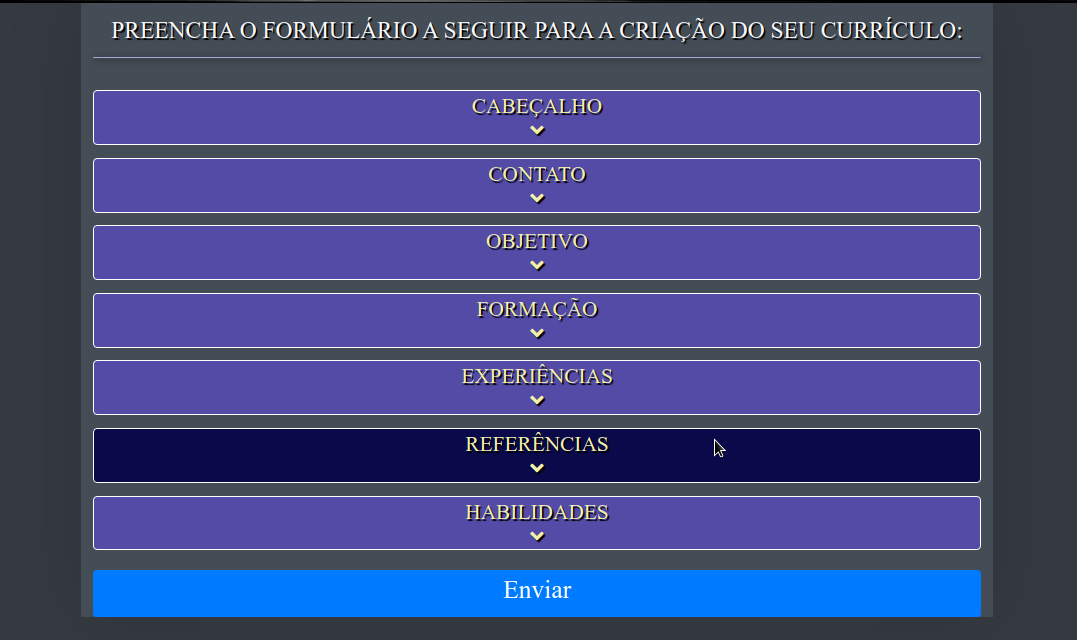 PREENCHA O FORMULÁRIO A SEGUIR PARA A CRIAÇÃO DO SEU CURRÍCULO:
CABEÇALHO
CONTATO
OBJETIVO
FORMAÇÃO
EXPERIÊNCIAS
REFERÊNCIAS
HABILIDADES
Enviar